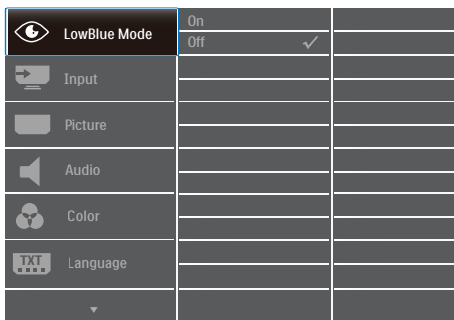 LowBlue Mode
On
Off
Input
Picture
Audio
Color
TXT
Language